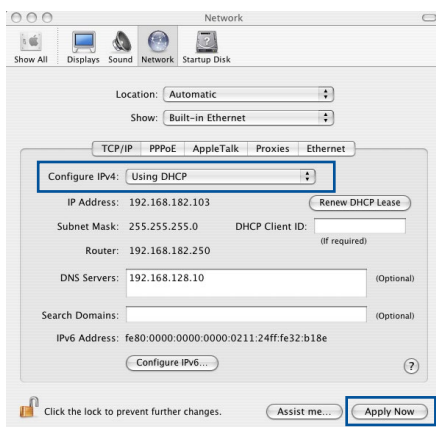 Network
Show All Displays Sound Network Startup Disk
Location: Automatic
Show: Built-in Ethernet
TCP/IP PPPoE AppleTalk Proxies Ethernet
Configure IPv4: Using DHCP
IP Address: 192.168.182.103 Renew DHCP Lease
Subnet Mask: 255.255.255.0 DHCP Client ID:
(If required)
Router: 192.168.182.250
DNS Servers: 192.168.128.10 (Optional)
Search Domains: (Optional)
IPv6 Address: fe80:0000:0000:0000:0211:24ff:fe32:b18e
Configure IPv6... ?
Click the lock to prevent further changes. Assist me... Apply Now